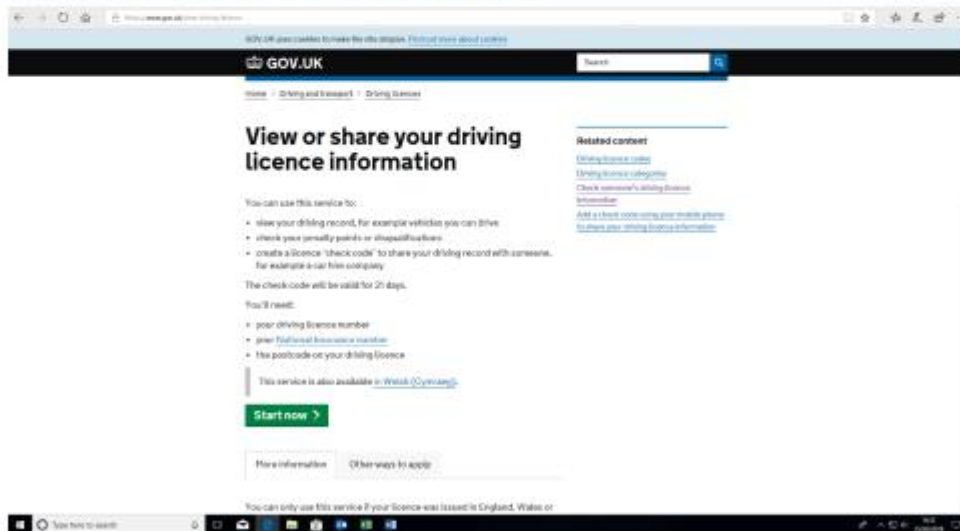 GOV.UK uses cookies to make the site simpler. Find out more about cookies
GOV.UK
Search
Home Driving and transport Driving licences
View or share your driving
licence information
You can use this service to:
• view your driving record, for example vehicles you can drive
• check your penalty points or disqualifications
• create a licence 'check code' to share your driving record with someone,
for example a car hire company
The check code will be valid for 21 days.
You'll need:
• your driving licence number
• your National Insurance number
• the postcode on your driving licence
This service is also available in Welsh (Cymraeg).
Start now
More information Other ways to apply
You can only use this service if your licence was issued in England, Wales or
Related content
Driving licence codes
Driving licence categories
Check someone's driving licence
information
Add a check code using your mobile phone
to share your driving licence information
Type here to search